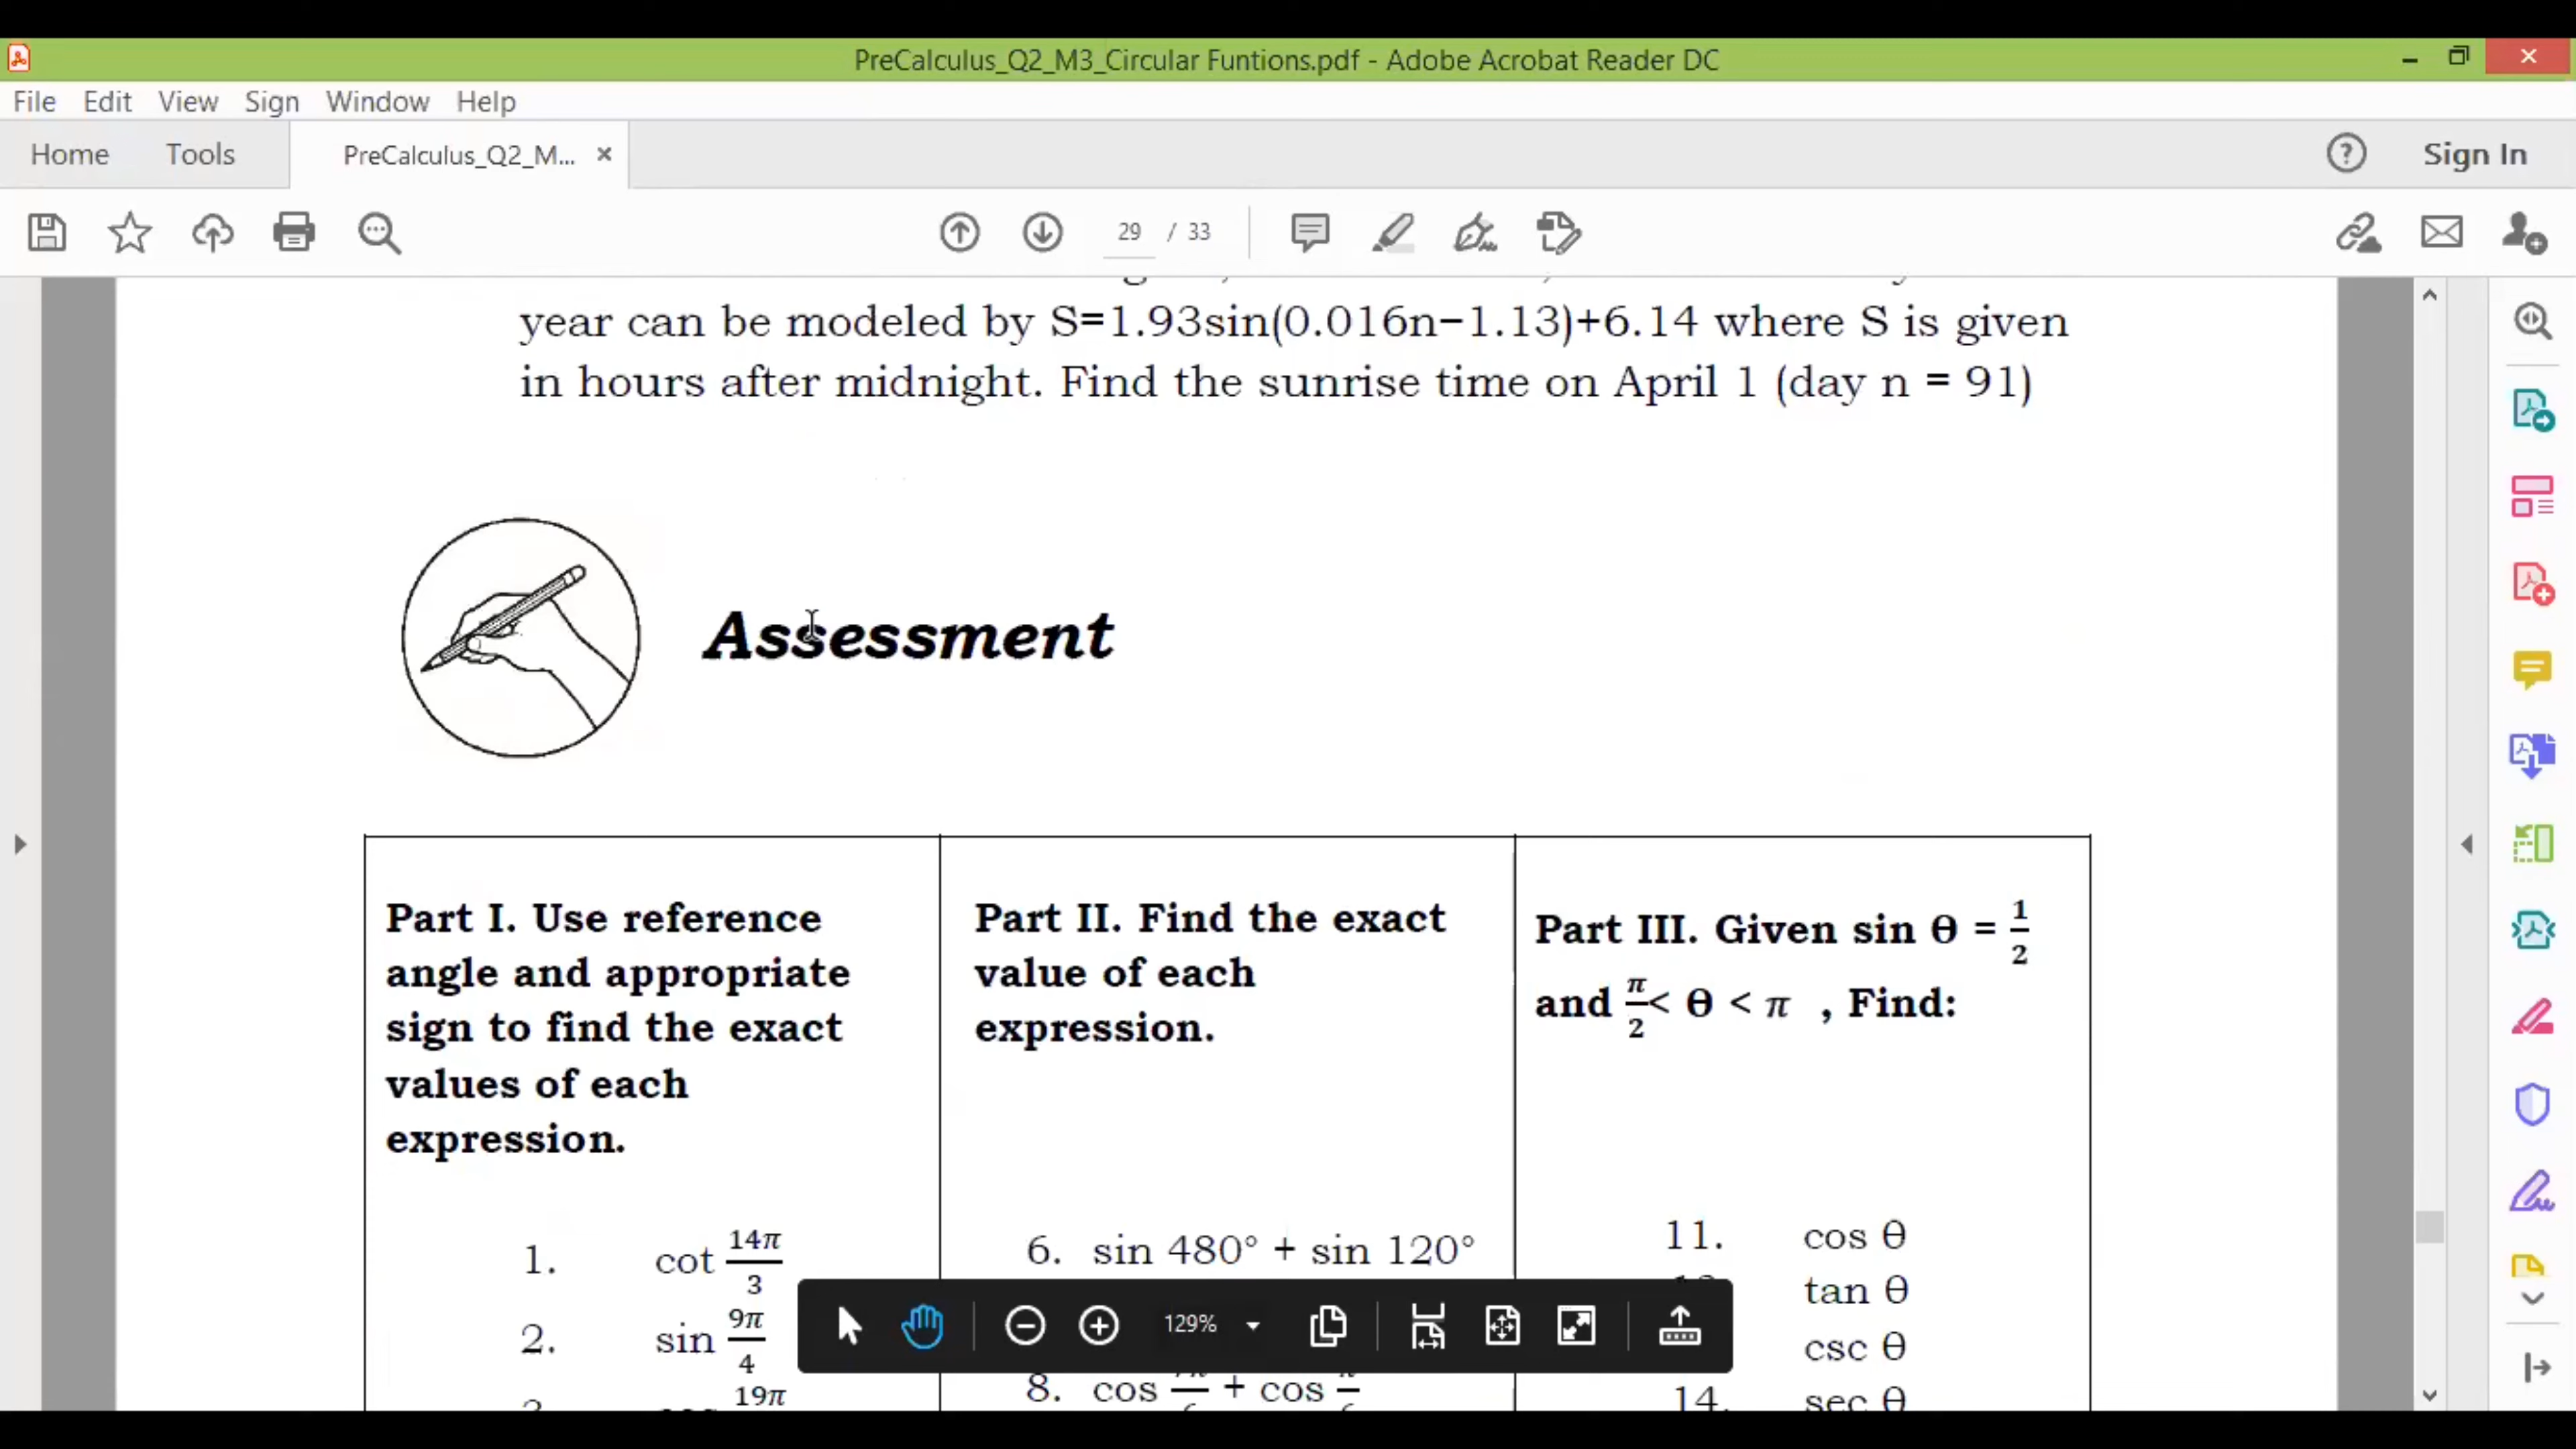 PreCalculus_Q2_M3_Circular Funtions.pdf - Adobe Acrobat Reader DC
File Edit View Sign Window Help
Home Tools PreCalculus_Q2_M... Sign In
29 / 33
year can be modeled by S=1.93sin(0.016n−1.13)+6.14 where S is given
in hours after midnight. Find the sunrise time on April 1 (day n = 91)
Assessment
Part I. Use reference
angle and appropriate
sign to find the exact
values of each
expression.
1. cot 14π/3
2. sin 9π/4
19π
Part II. Find the exact
value of each
expression.
6. sin 480° + sin 120°
8. cos + cos
Part III. Given sin θ = 1/2
and π/2 < θ < π , Find:
11. cos θ
tan θ
csc θ
14. sec θ
129%